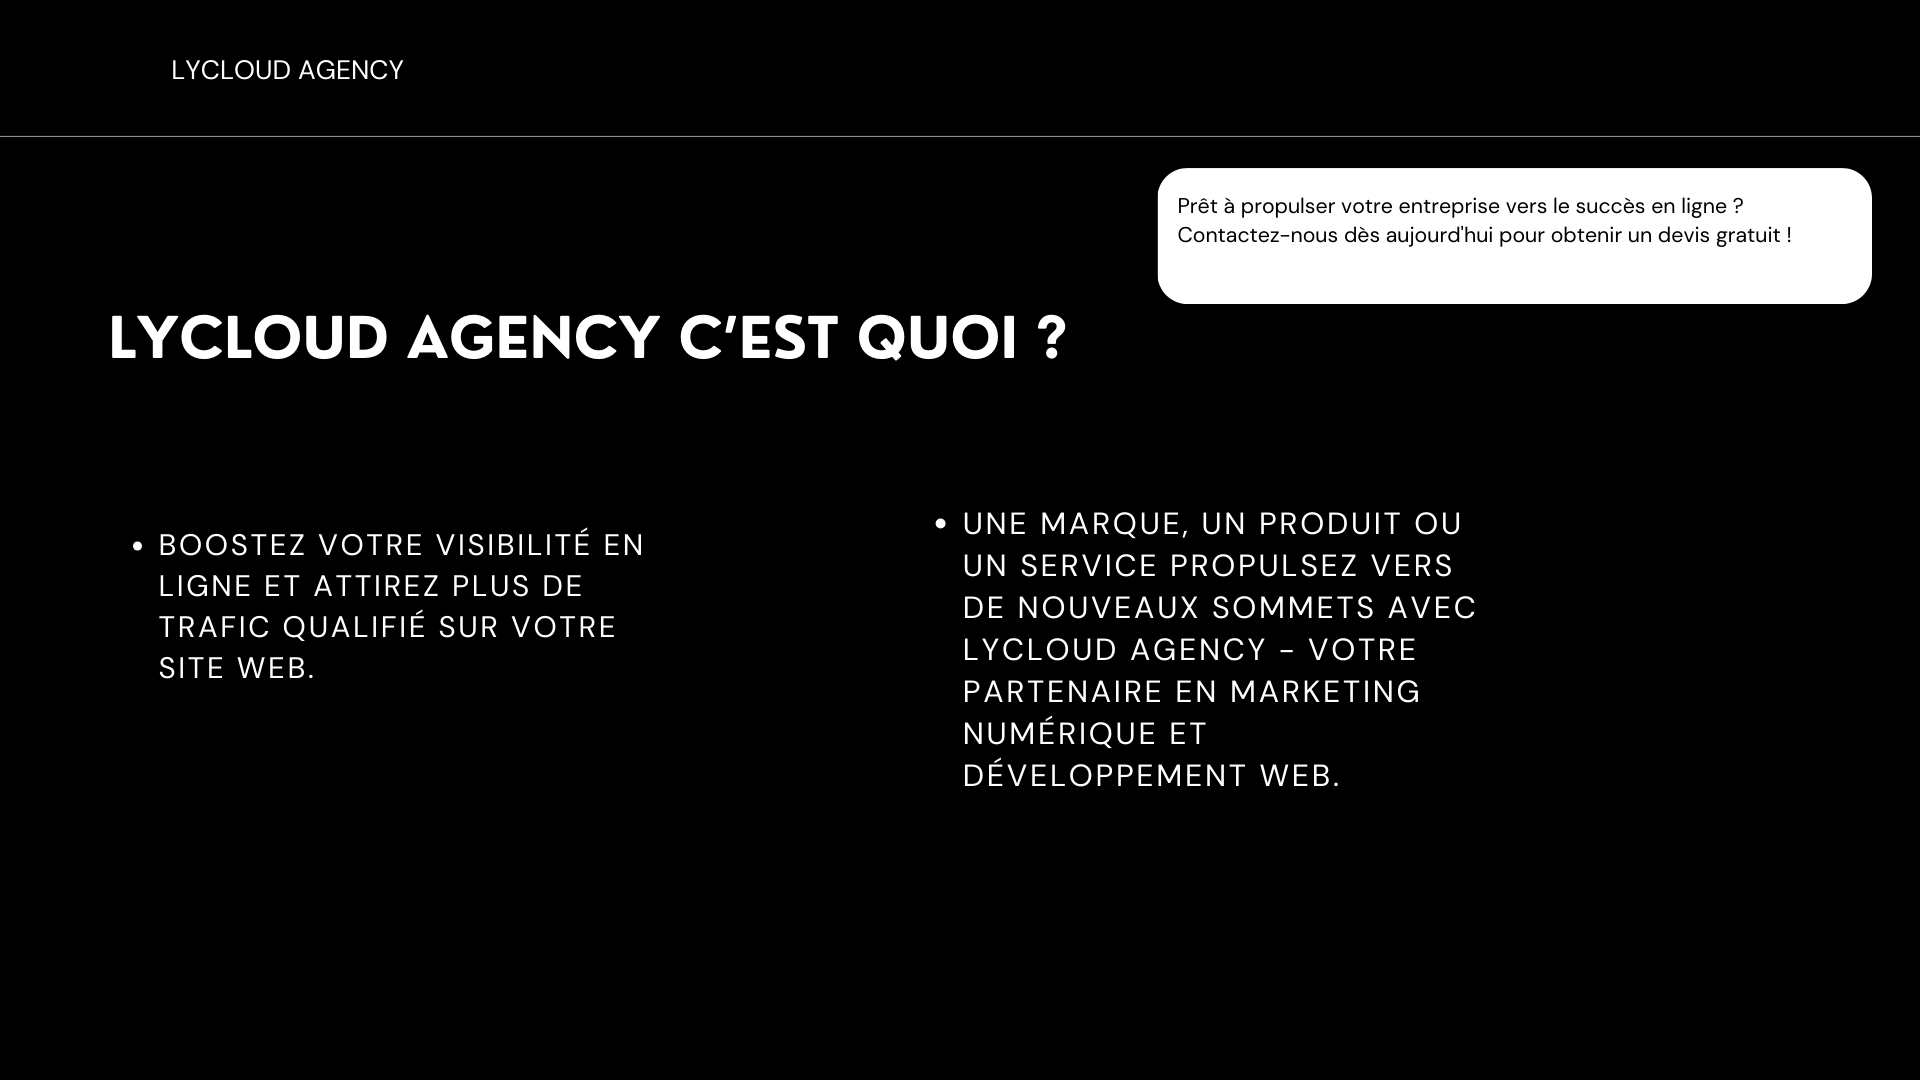 LYCLOUD AGENCY
Prêt à propulser votre entreprise vers le succès en ligne ?
Contactez-nous dès aujourd'hui pour obtenir un devis gratuit !
LYCLOUD AGENCY C'EST QUOI ?
• BOOSTEZ VOTRE VISIBILITÉ EN
LIGNE ET ATTIREZ PLUS DE
TRAFIC QUALIFIÉ SUR VOTRE
SITE WEB.
• UNE MARQUE, UN PRODUIT OU
UN SERVICE PROPULSEZ VERS
DE NOUVEAUX SOMMETS AVEC
LYCLOUD AGENCY - VOTRE
PARTENAIRE EN MARKETING
NUMÉRIQUE ET
DÉVELOPPEMENT WEB.